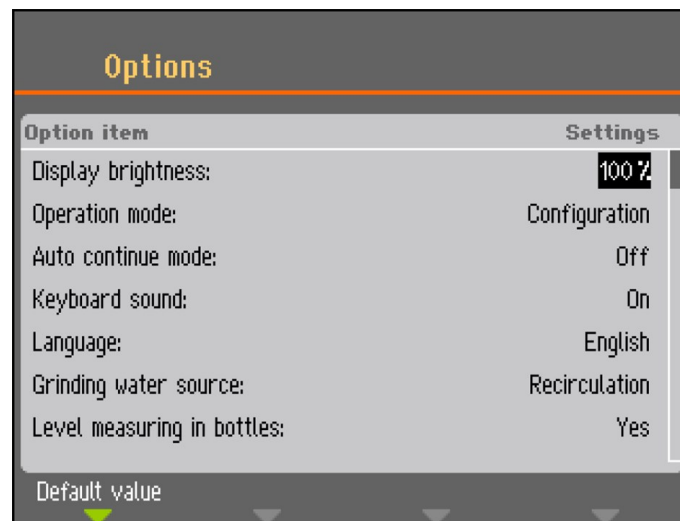 Options
Option item Settings
Display brightness: 100 %
Operation mode: Configuration
Auto continue mode: Off
Keyboard sound: On
Language: English
Grinding water source: Recirculation
Level measuring in bottles: Yes
Default value